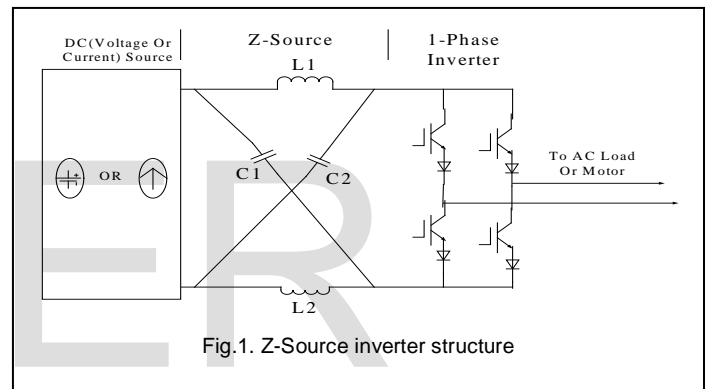 DC(Voltage Or
Current) Source
Z-Source
1-Phase
Inverter
L1
C1
C2
OR
To AC Load
Or Motor
L2
ER
Fig.1. Z-Source inverter structure